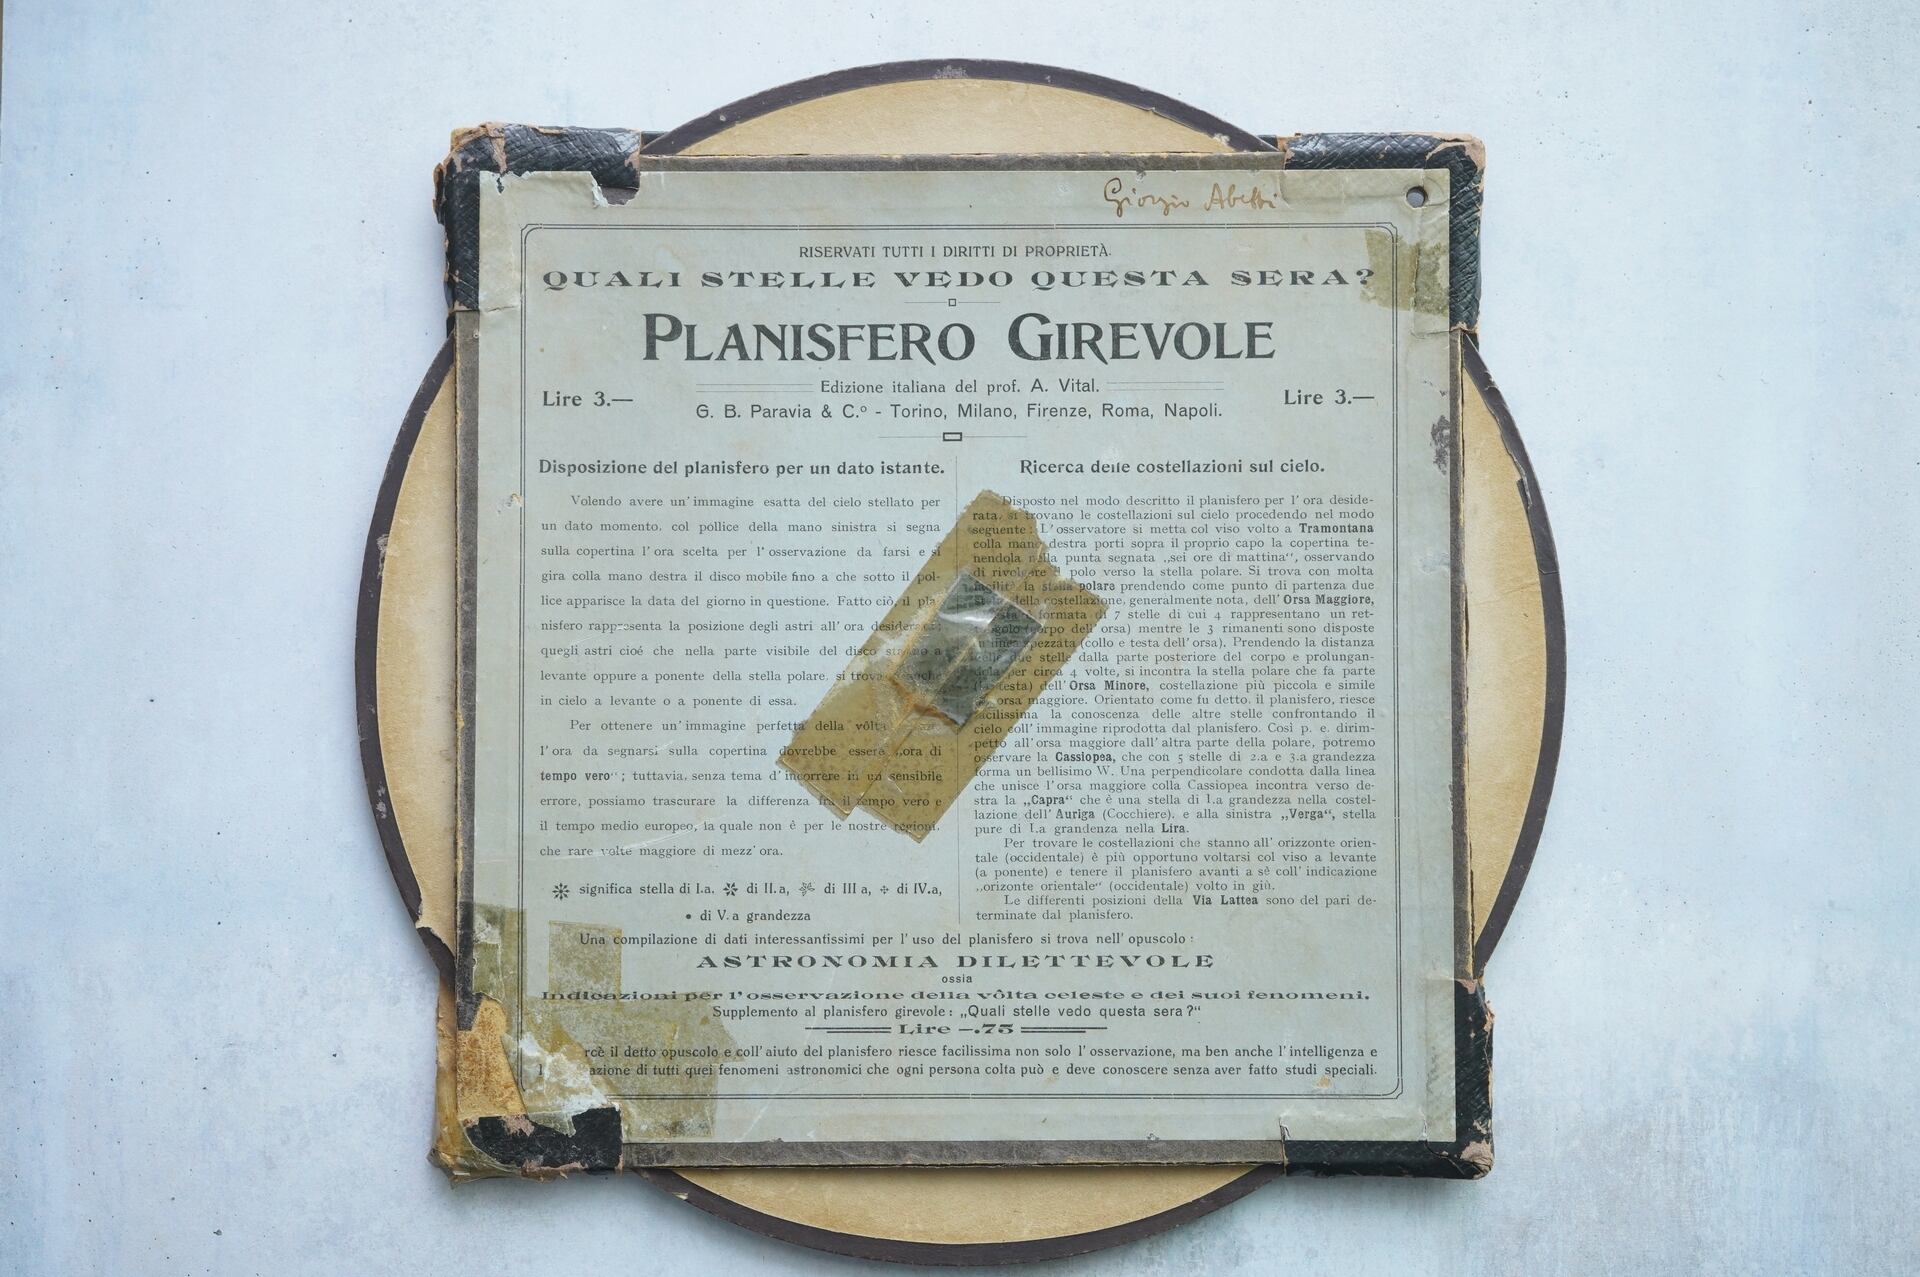 Giorgio Abetti
RISERVATI TUTTI I DIRITTI DI PROPRIETÀ.
QUALI STELLE VEDO QUESTA SERA?
PLANISFERO GIREVOLE
Edizione italiana del prof. A. Vital.
Lire 3.— Lire 3.—
G. B. Paravia & C.º - Torino, Milano, Firenze, Roma, Napoli.
Disposizione del planisfero per un dato istante.
Volendo avere un' immagine esatta del cielo stellato per
un dato momento, col pollice della mano sinistra si segna
sulla copertina l' ora scelta per l' osservazione da farsi e si
gira colla mano destra il disco mobile fino a che sotto il pol-
lice apparisce la data del giorno in questione. Fatto ciò, il pla-
nisfero rappresenta la posizione degli astri all' ora desiderata;
quegli astri cioé che nella parte visibile del disco stanno a
levante oppure a ponente della stella polare, si trovano anche
in cielo a levante o a ponente di essa.
Per ottenere un' immagine perfetta della vôlta
l' ora da segnarsi sulla copertina dovrebbe essere „ora di
tempo vero“; tuttavia, senza tema d' incorrere in un sensibile
errore, possiamo trascurare la differenza fra il tempo vero e
il tempo medio europeo, la quale non è per le nostre regioni,
che rare volte maggiore di mezz' ora.
significa stella di I.a, di II.a, di III a, di IV.a,
• di V. a grandezza
Ricerca delle costellazioni sul cielo.
Disposto nel modo descritto il planisfero per l' ora deside-
rata, si trovano le costellazioni sul cielo procedendo nel modo
seguente: L'osservatore si metta col viso volto a Tramontana
colla mano destra porti sopra il proprio capo la copertina te-
nendola nella punta segnata „sei ore di mattina“, osservando
di rivolgere il polo verso la stella polare. Si trova con molta
facilità la stella polare prendendo come punto di partenza due
stelle della costellazione, generalmente nota, dell' Orsa Maggiore,
formata di 7 stelle di cui 4 rappresentano un ret-
tangolo (corpo dell' orsa) mentre le 3 rimanenti sono disposte
in linea spezzata (collo e testa dell' orsa). Prendendo la distanza
delle due stelle dalla parte posteriore del corpo e prolungan-
dola per circa 4 volte, si incontra la stella polare che fa parte
(la testa) dell' Orsa Minore, costellazione più piccola e simile
orsa maggiore. Orientato come fu detto, il planisfero, riesce
facilissima la conoscenza delle altre stelle confrontando il
cielo coll' immagine riprodotta dal planisfero. Così p. e. dirim-
petto all' orsa maggiore dall' altra parte della polare, potremo
osservare la Cassiopea, che con 5 stelle di 2.a e 3.a grandezza
forma un bellisimo W. Una perpendicolare condotta dalla linea
che unisce l' orsa maggiore colla Cassiopea incontra verso de-
stra la „Capra“ che è una stella di I.a grandezza nella costel-
lazione dell' Auriga (Cocchiere), e alla sinistra „Verga“, stella
pure di I.a grandenza nella Lira.
Per trovare le costellazioni che stanno all' orizzonte orien-
tale (occidentale) è più opportuno voltarsi col viso a levante
(a ponente) e tenere il planisfero avanti a sè coll' indicazione
„orizonte orientale“ (occidentale) volto in giù.
Le differenti posizioni della Via Lattea sono del pari de-
terminate dal planisfero.
Una compilazione di dati interessantissimi per l' uso del planisfero si trova nell' opuscolo:
ASTRONOMIA DILETTEVOLE
ossia
Indicazioni per l'osservazione della vôlta celeste e dei suoi fenomeni.
Supplemento al planisfero girevole: „Quali stelle vedo questa sera?“
Lire —.75
rcè il detto opuscolo e coll' aiuto del planisfero riesce facilissima non solo l' osservazione, ma ben anche l' intelligenza e
azione di tutti quei fenomeni astronomici che ogni persona colta può e deve conoscere senza aver fatto studi speciali.